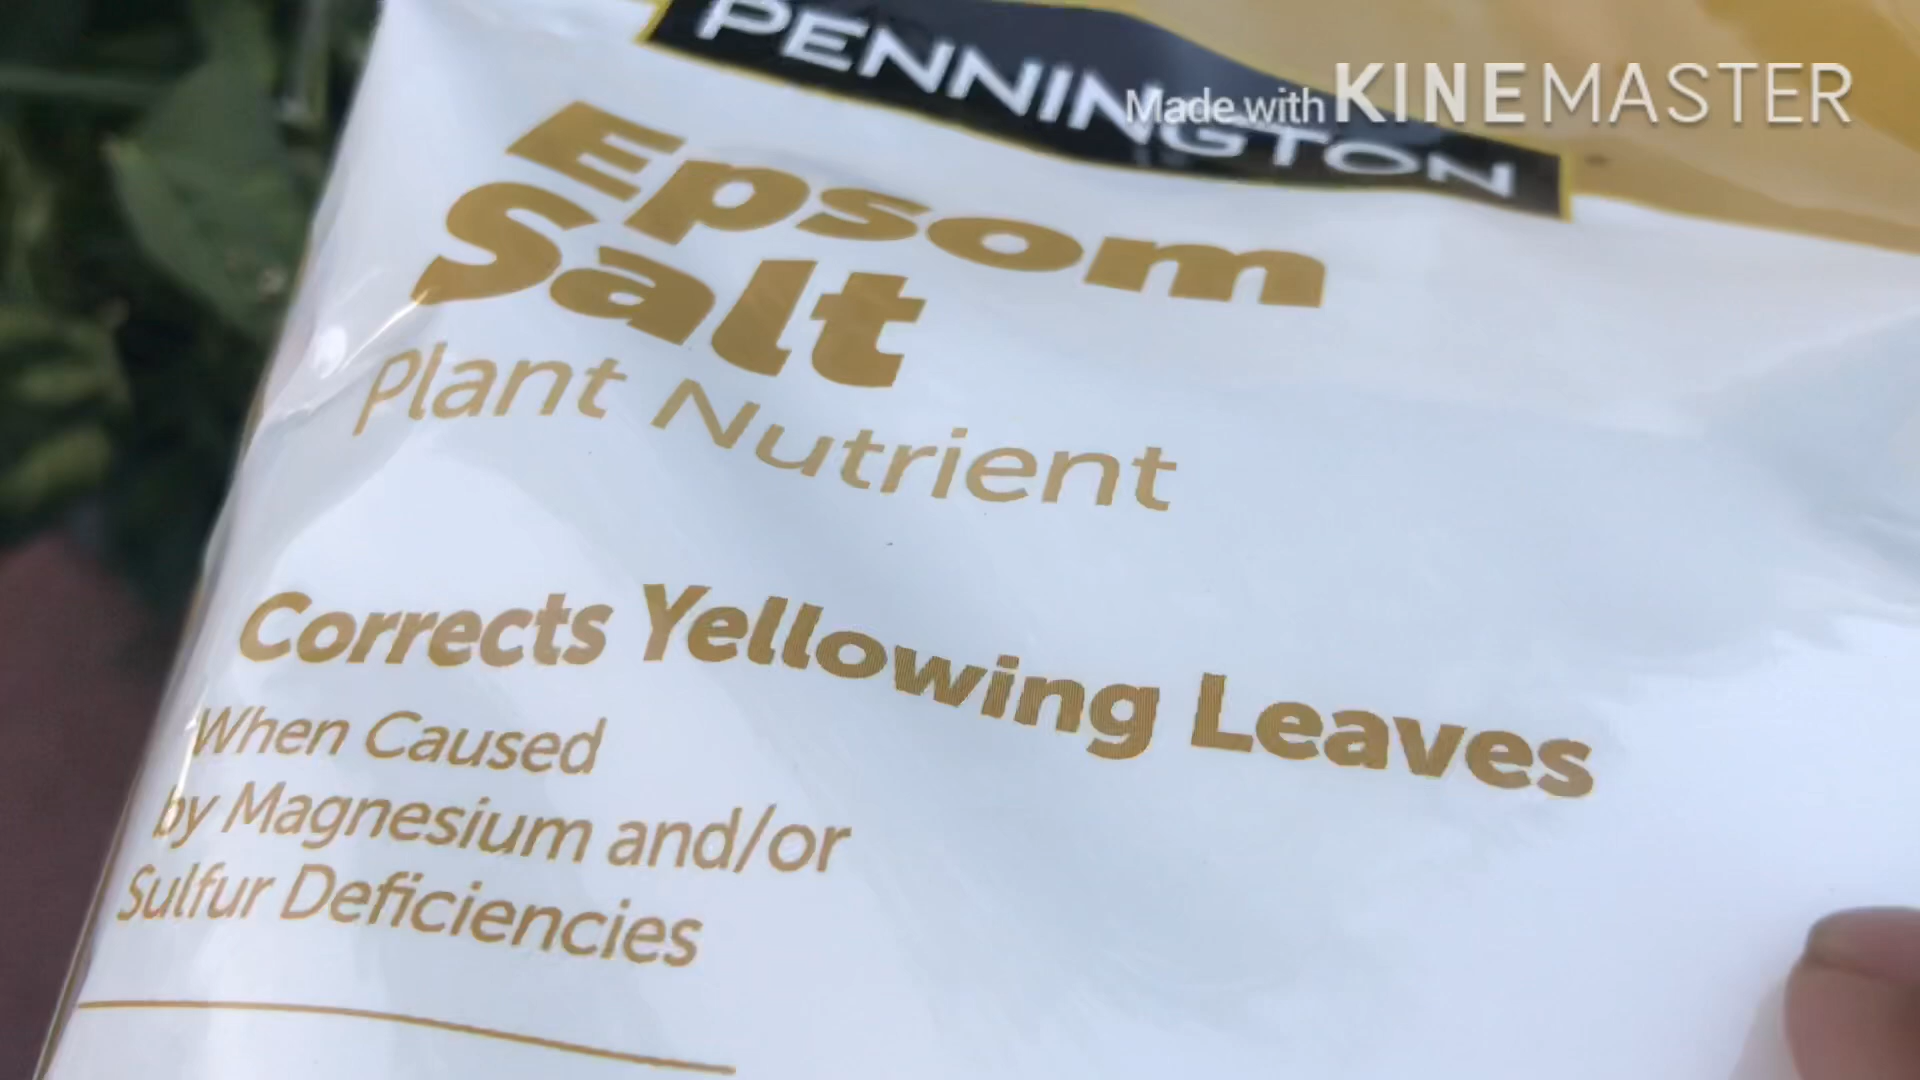 PENNINGTON
Made with KINEMASTER
Epsom
Salt
Plant Nutrient
Corrects Yellowing Leaves
When Caused
by Magnesium and/or
Sulfur Deficiencies